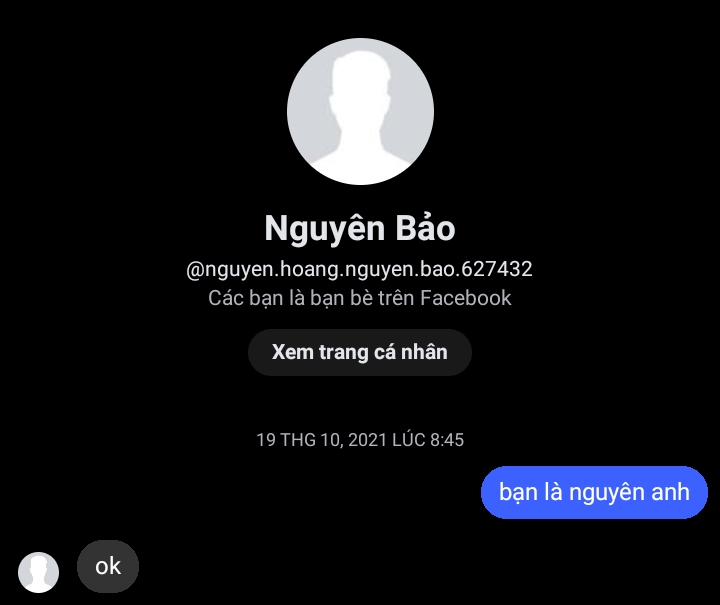 Nguyên Bảo
@nguyen.hoang.nguyen.bao.627432
Các bạn là bạn bè trên Facebook
Xem trang cá nhân
19 THG 10, 2021 LÚC 8:45
bạn là nguyên anh
ok